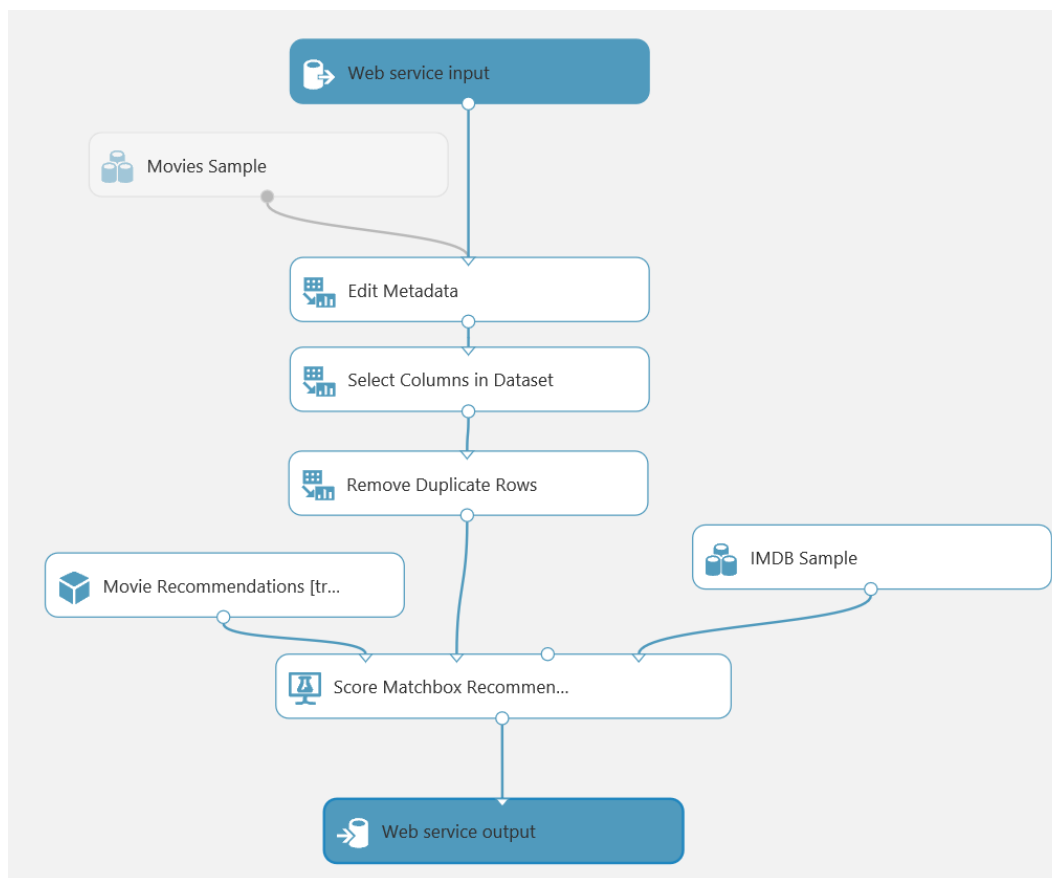 Web service input
Movies Sample
Edit Metadata
Select Columns in Dataset
Remove Duplicate Rows
IMDB Sample
Movie Recommendations [tr...
Score Matchbox Recommen...
Web service output